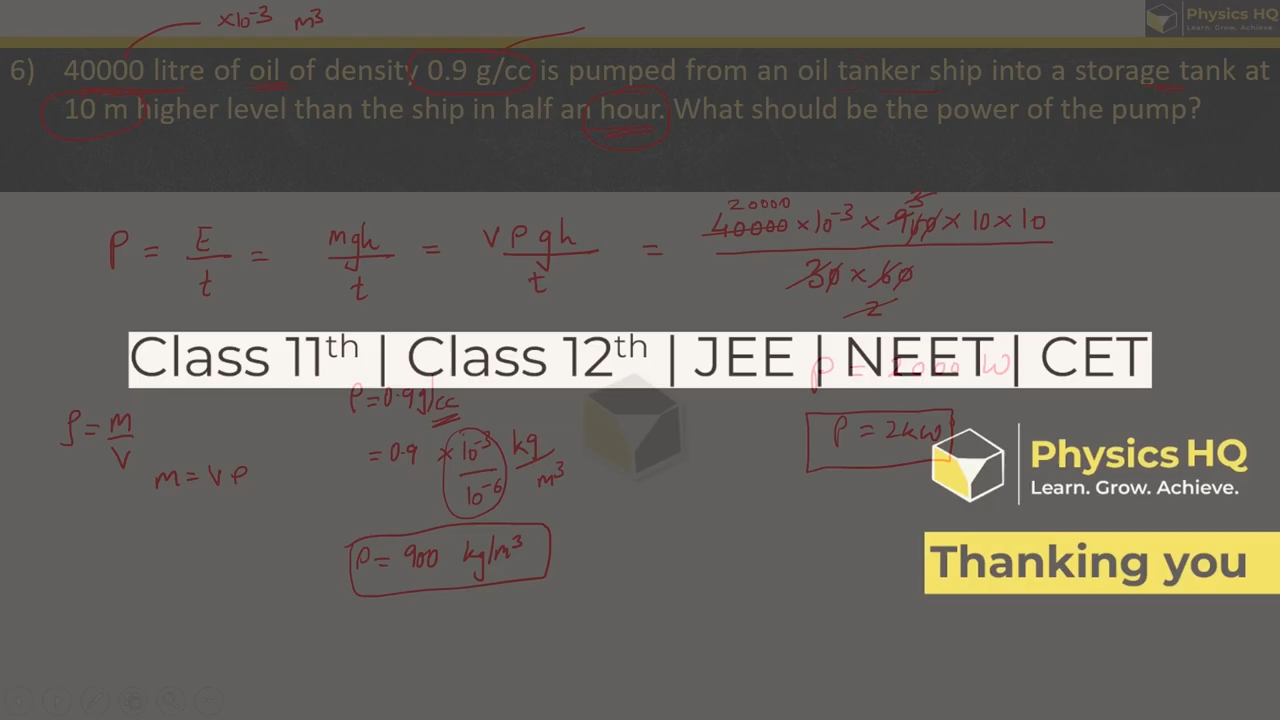 ×10⁻³ m³
Physics HQ
Learn. Grow. Achieve.
6) 40000 litre of oil of density 0.9 g/cc is pumped from an oil tanker ship into a storage tank at
10 m higher level than the ship in half an hour. What should be the power of the pump?
P = E/t = mgh/t = Vρgh/t = 40000 × 10⁻³ × 900 × 10 × 10 / 30 × 60
20000
2
Class 11th | Class 12th | JEE | NEET | CET
P = 2000 W
ρ = 0.9 g/cc
ρ = m/V
P = 2kW
= 0.9 × 10⁻³/10⁻⁶ kg/m³
m = Vρ
Physics HQ
Learn. Grow. Achieve.
ρ = 900 kg/m³
Thanking you